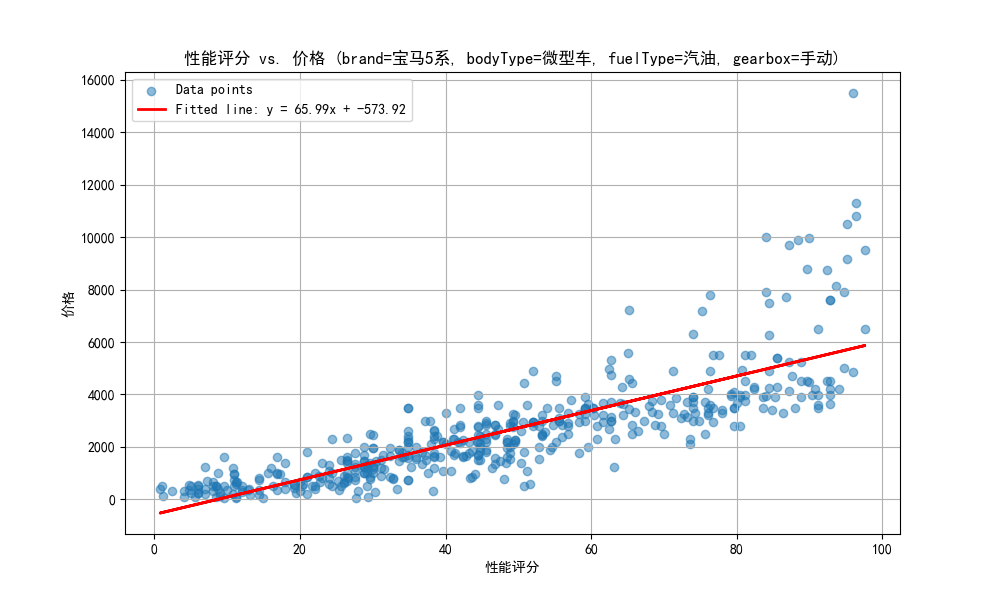 性能评分 vs. 价格 (brand=宝马5系, bodyType=微型车, fuelType=汽油, gearbox=手动)
Data points
Fitted line: y = 65.99x + -573.92
16000
14000
12000
10000
8000
6000
4000
2000
0
价格
0 20 40 60 80 100
性能评分